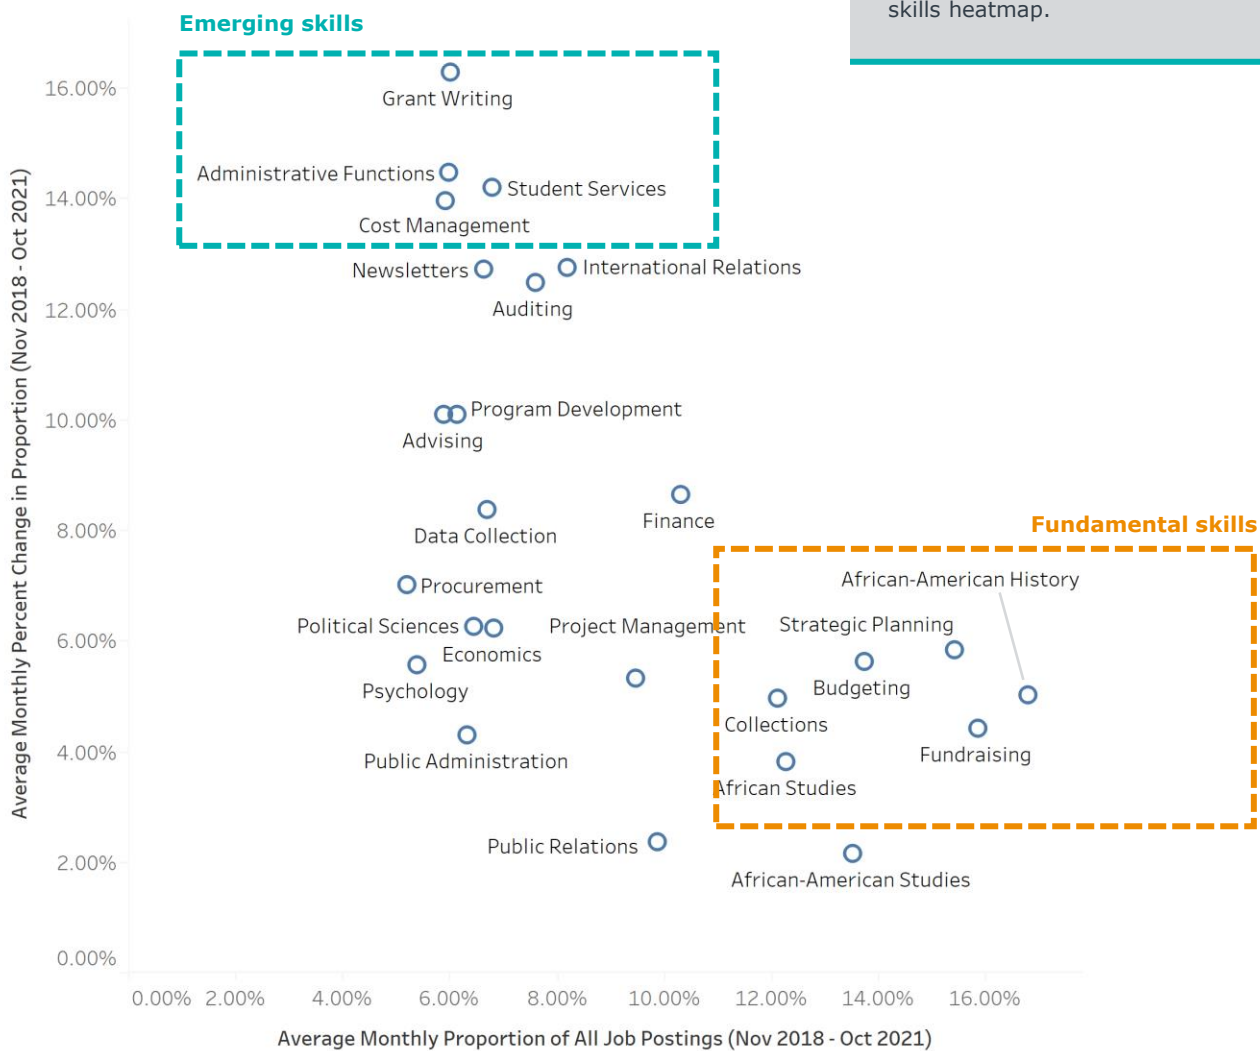 skills heatmap.
Emerging skills
16.00%
Grant Writing
Administrative Functions
Student Services
14.00%
Cost Management
Newsletters
International Relations
12.00%
Auditing
10.00%
Program Development
Advising
Finance
Data Collection
8.00%
Fundamental skills
African-American History
Procurement
Political Sciences
Project Management
Strategic Planning
6.00%
Economics
Psychology
Budgeting
Collections
4.00%
Public Administration
Fundraising
African Studies
Public Relations
2.00%
African-American Studies
0.00%
0.00% 2.00% 4.00% 6.00% 8.00% 10.00% 12.00% 14.00% 16.00%
Average Monthly Percent Change in Proportion (Nov 2018 - Oct 2021)
Average Monthly Proportion of All Job Postings (Nov 2018 - Oct 2021)